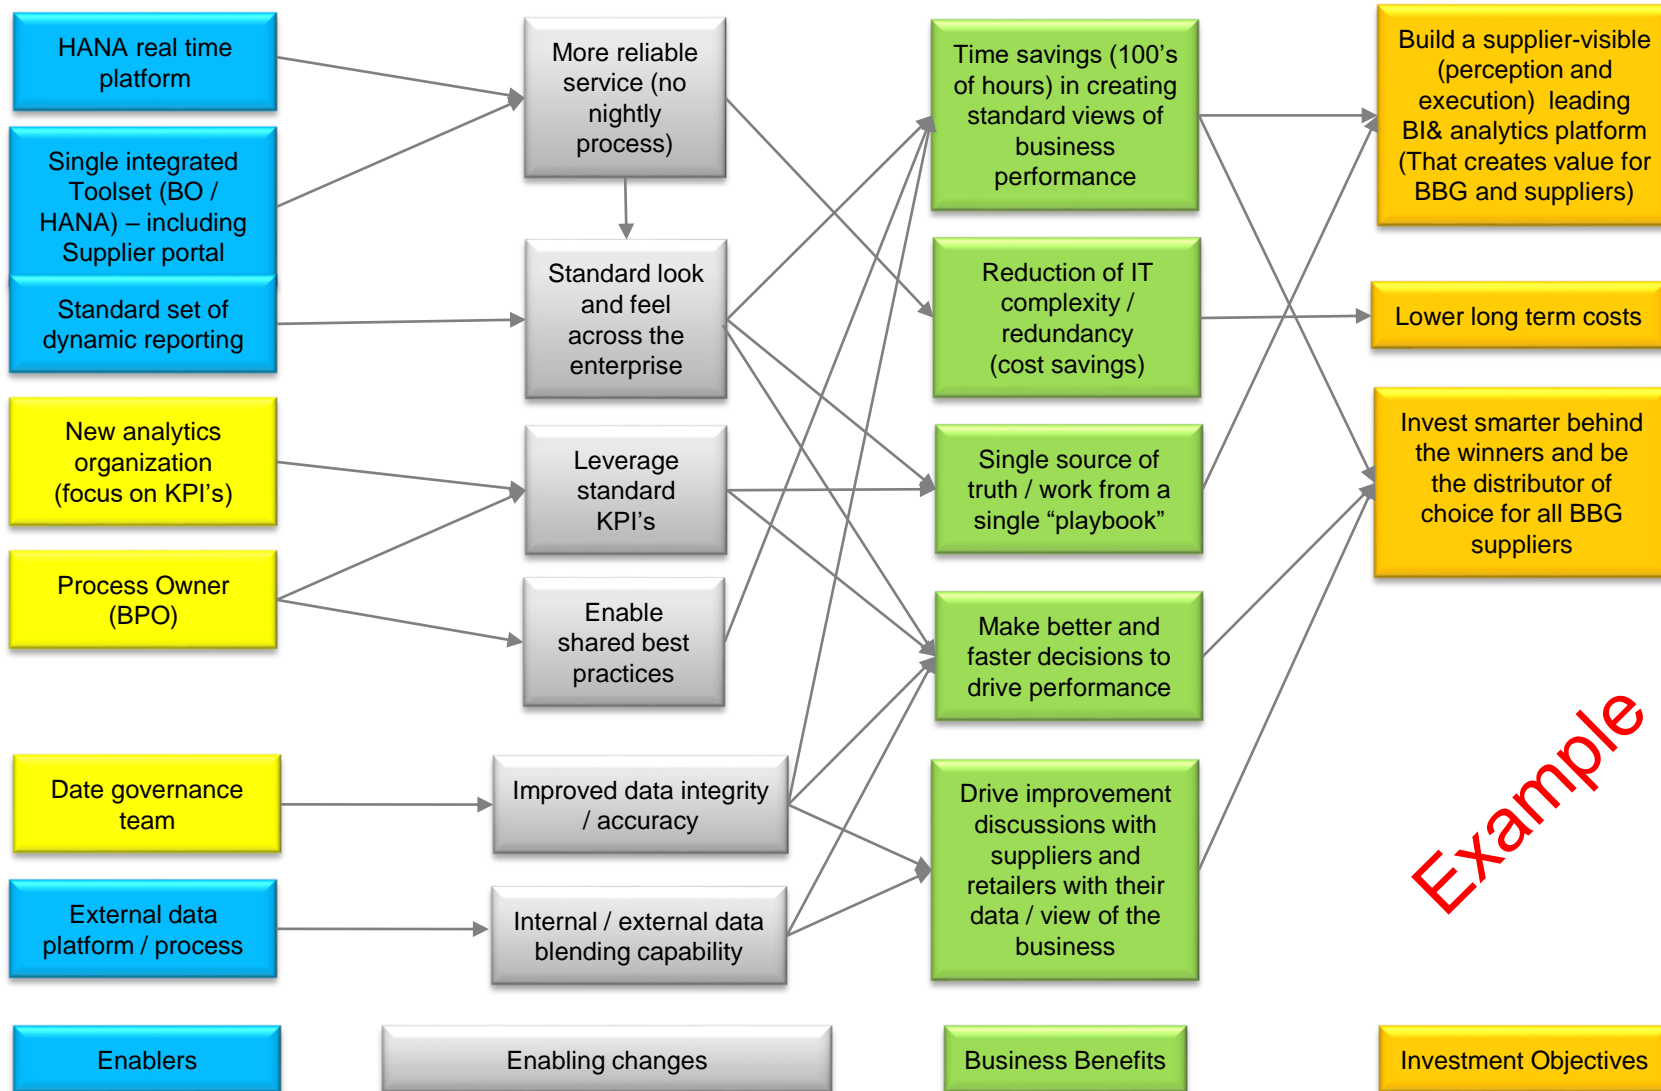 HANA real time
platform
Single integrated
Toolset (BO /
HANA) – including
Supplier portal
Standard set of
dynamic reporting
New analytics
organization
(focus on KPI’s)
Process Owner
(BPO)
Date governance
team
External data
platform / process
Enablers
More reliable
service (no
nightly
process)
Standard look
and feel
across the
enterprise
Leverage
standard
KPI’s
Enable
shared best
practices
Improved data integrity
/ accuracy
Internal / external data
blending capability
Enabling changes
Time savings (100’s
of hours) in creating
standard views of
business
performance
Reduction of IT
complexity /
redundancy
(cost savings)
Single source of
truth / work from a
single “playbook”
Make better and
faster decisions to
drive performance
Drive improvement
discussions with
suppliers and
retailers with their
data / view of the
business
Business Benefits
Build a supplier-visible
(perception and
execution) leading
BI& analytics platform
(That creates value for
BBG and suppliers)
Lower long term costs
Invest smarter behind
the winners and be
the distributor of
choice for all BBG
suppliers
Example
Investment Objectives